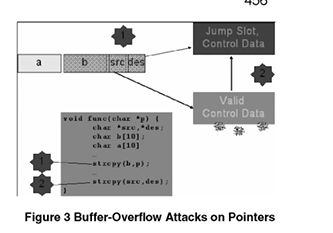 456
1
Jump Slot,
Control Data
a
b
src
des
2
Valid
Control Data
void func(char *p) {
char *src,*des;
char b[10];
char a[10]
…
1
strcpy(b,p);
…
2
strcpy(src,des);
}
Figure 3 Buffer-Overflow Attacks on Pointers